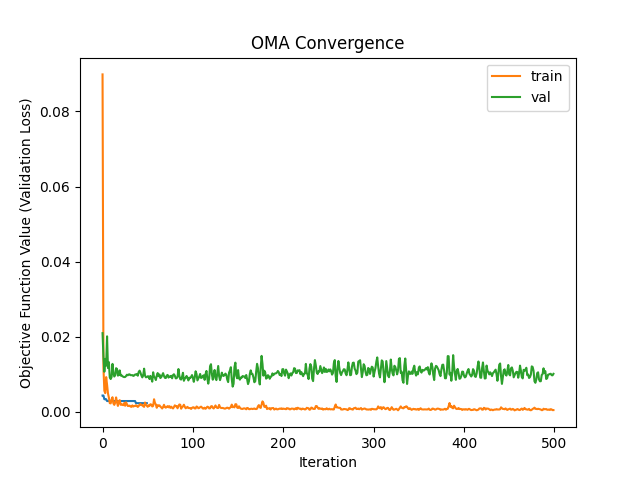 OMA Convergence
Objective Function Value (Validation Loss)
0.08
0.06
0.04
0.02
0.00
train
val
0
100
200
300
400
500
Iteration